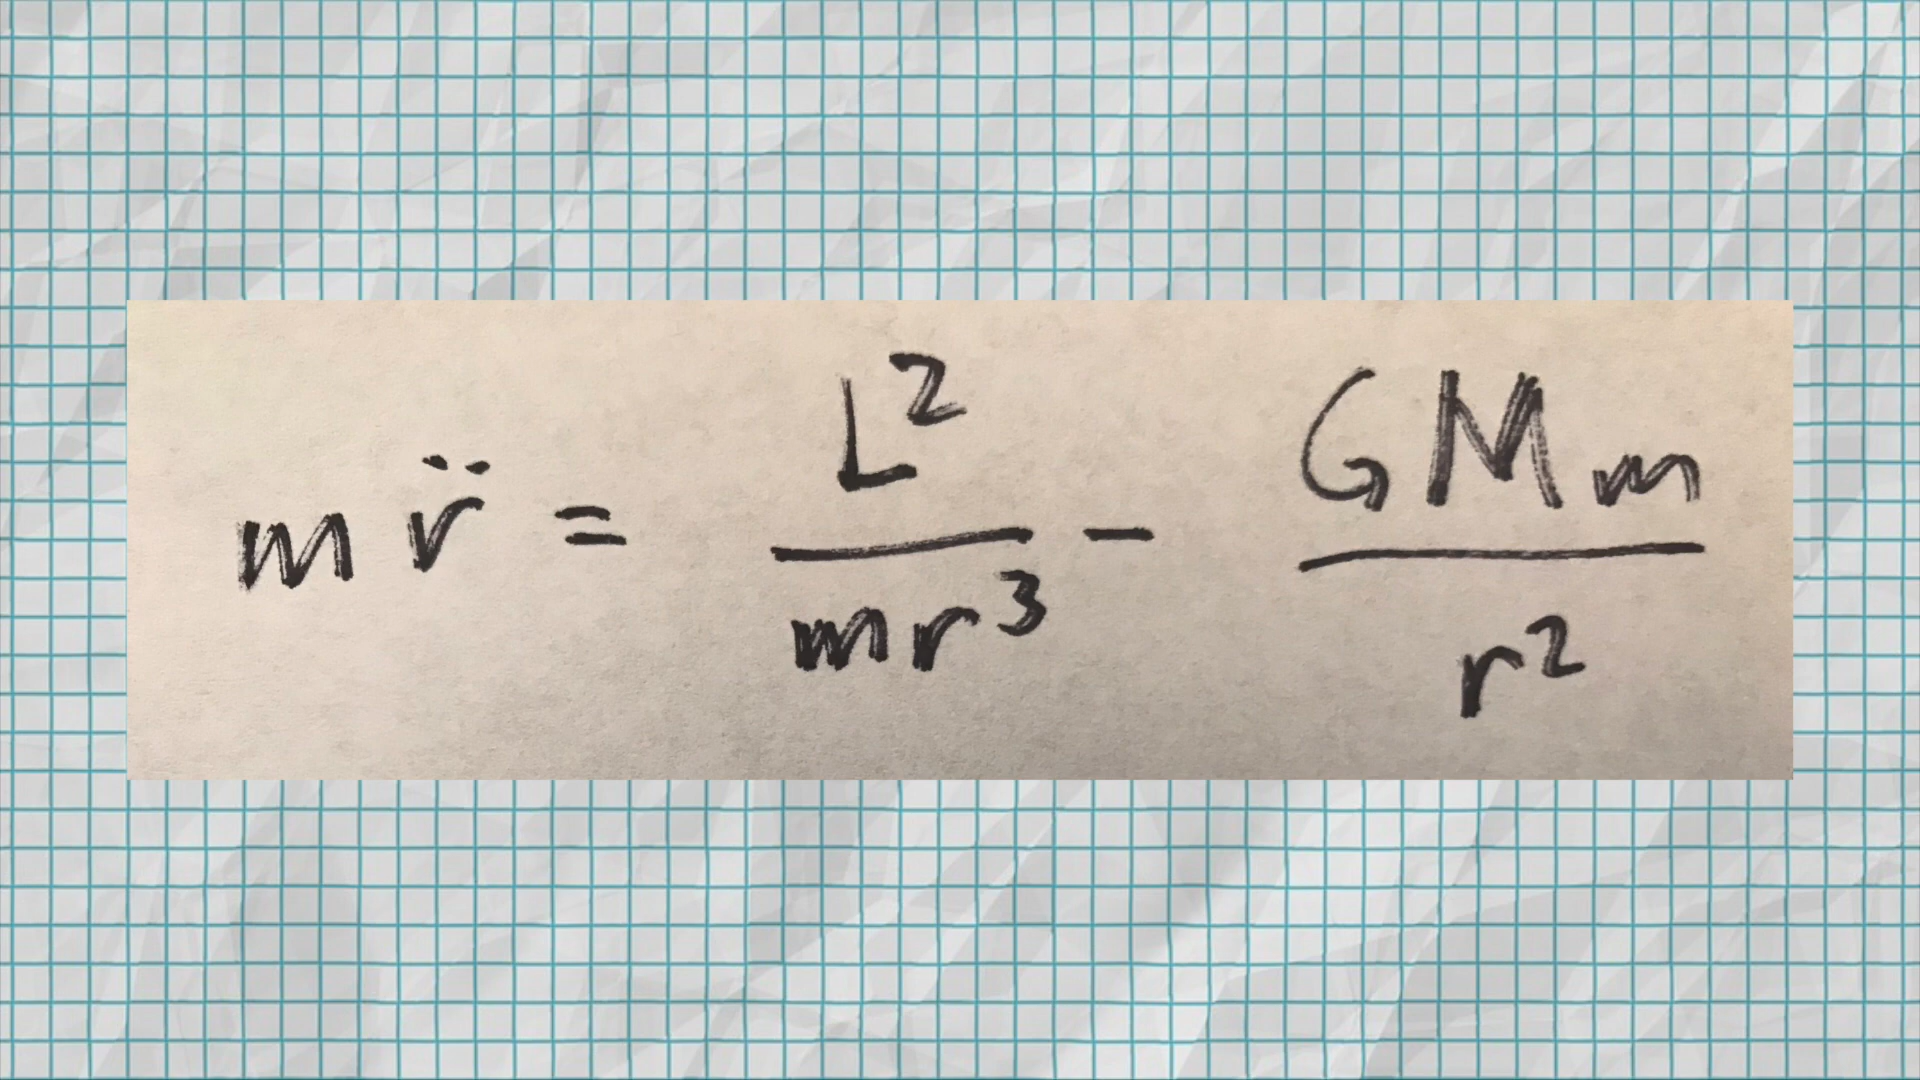 m r̈ = L² / mr³ - GMm / r²